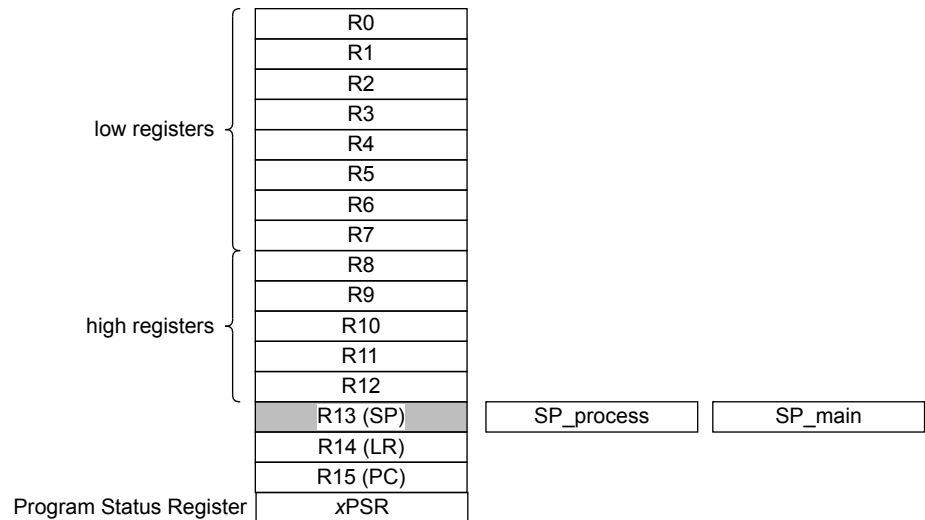 R0
R1
R2
R3
low registers
R4
R5
R6
R7
R8
R9
high registers
R10
R11
R12
R13 (SP)
SP_process
SP_main
R14 (LR)
R15 (PC)
Program Status Register
xPSR